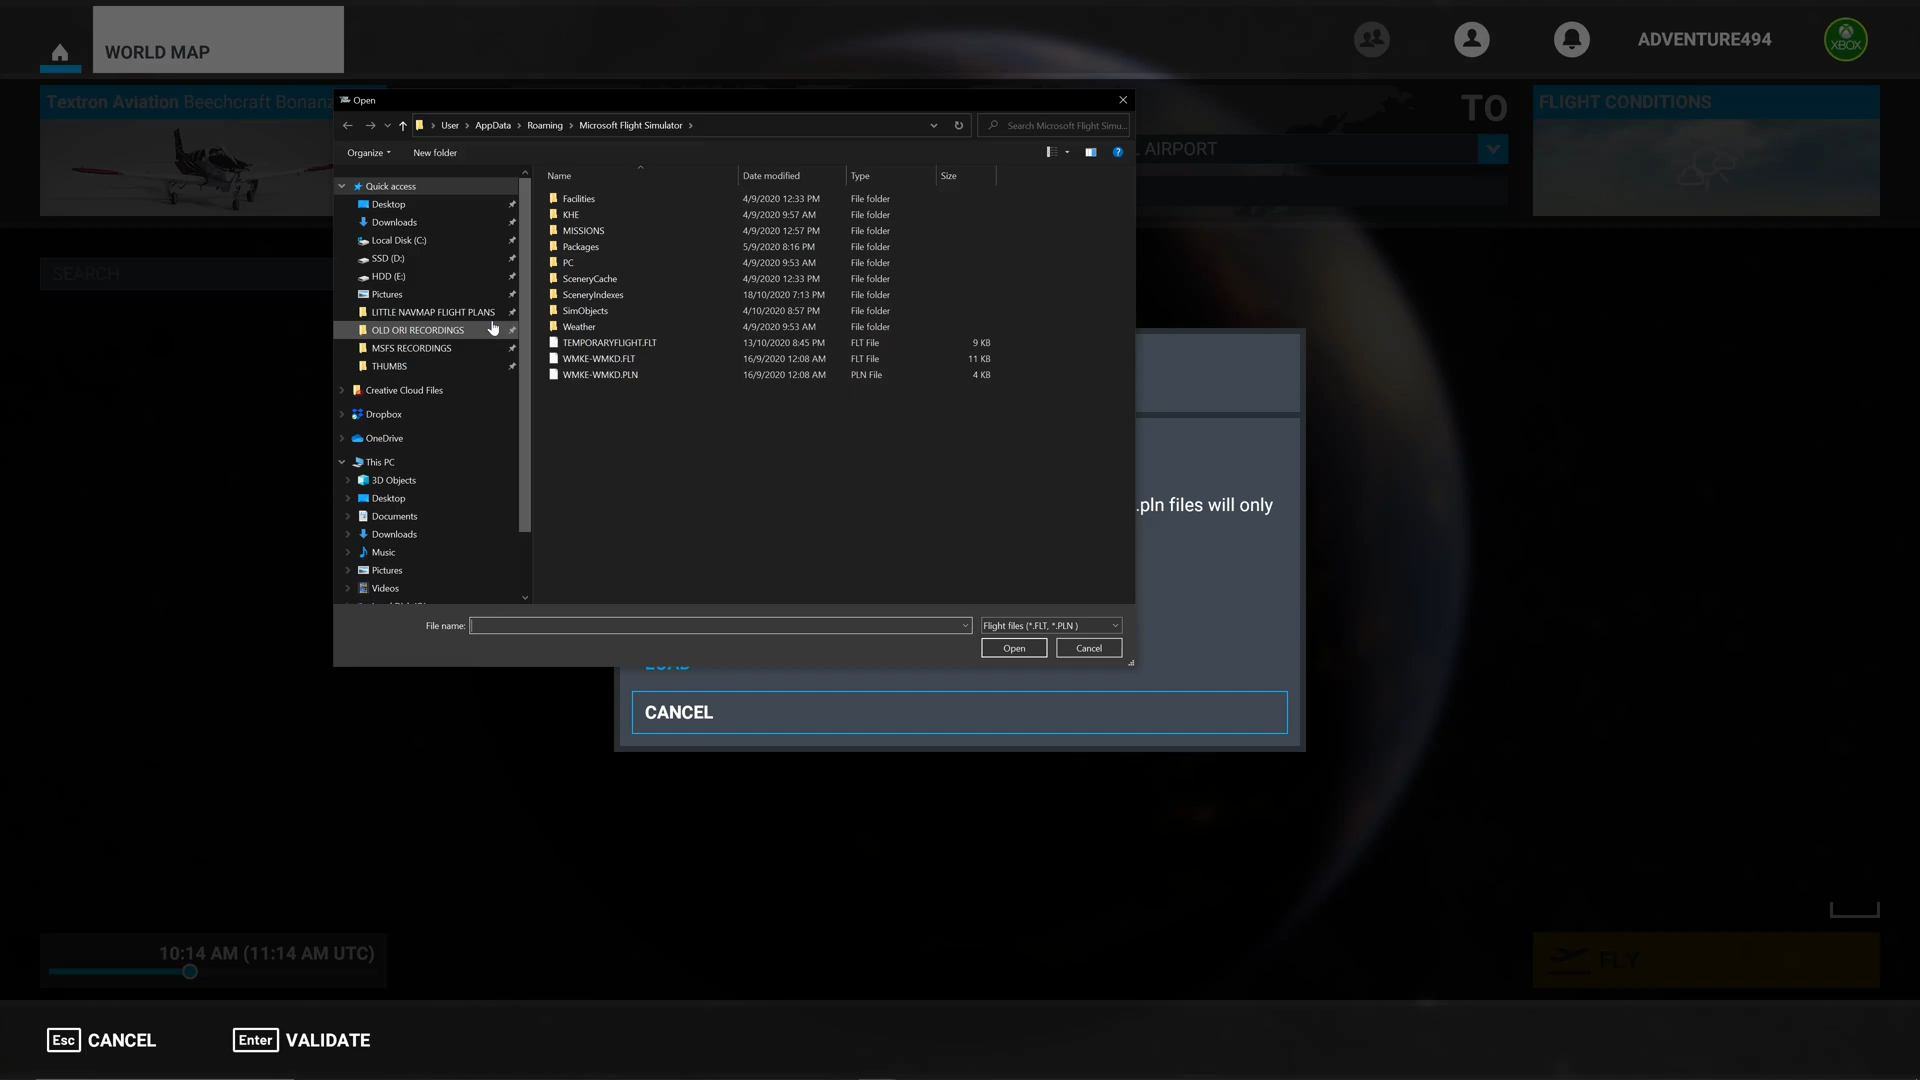 WORLD MAP
ADVENTURE494
XBOX
Textron Aviation Beechcraft Bonanz
TO
AIRPORT
FLIGHT CONDITIONS
SEARCH
Open
User > AppData > Roaming > Microsoft Flight Simulator >
Search Microsoft Flight Simu...
Organize
New folder
Name Date modified Type Size
Quick access
Desktop
Downloads
Local Disk (C:)
SSD (D:)
HDD (E:)
Pictures
LITTLE NAVMAP FLIGHT PLANS
OLD ORI RECORDINGS
MSFS RECORDINGS
THUMBS
Creative Cloud Files
Dropbox
OneDrive
This PC
3D Objects
Desktop
Documents
Downloads
Music
Pictures
Videos
Facilities 4/9/2020 12:33 PM File folder
KHE 4/9/2020 9:57 AM File folder
MISSIONS 4/9/2020 12:57 PM File folder
Packages 5/9/2020 8:16 PM File folder
PC 4/9/2020 9:53 AM File folder
SceneryCache 4/9/2020 12:33 PM File folder
SceneryIndexes 18/10/2020 7:13 PM File folder
SimObjects 4/10/2020 8:57 PM File folder
Weather 4/9/2020 9:53 AM File folder
TEMPORARYFLIGHT.FLT 13/10/2020 8:45 PM FLT File 9 KB
WMKE-WMKD.FLT 16/9/2020 12:08 AM FLT File 11 KB
WMKE-WMKD.PLN 16/9/2020 12:08 AM PLN File 4 KB
File name:
Flight files (*.FLT, *.PLN )
Open
Cancel
.pln files will only
LOAD
CANCEL
10:14 AM (11:14 AM UTC)
FLY
Esc CANCEL
Enter VALIDATE